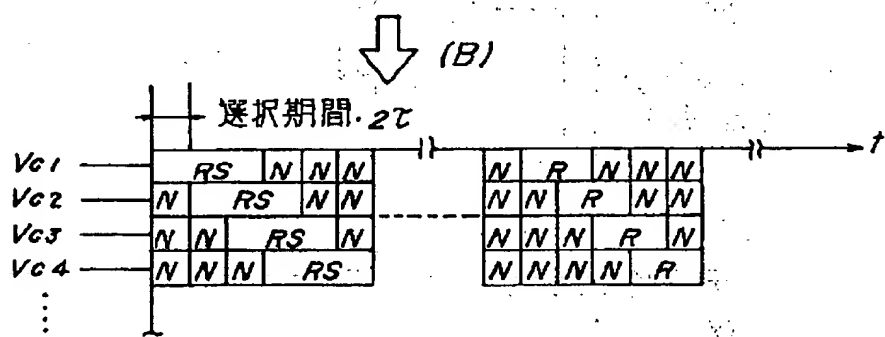 (B)
選択期間・2τ
t
Vc1 RS N N N N R N N N
Vc2 N RS N N N N R N N
Vc3 N N RS N N N N R N
Vc4 N N N RS N N N N R